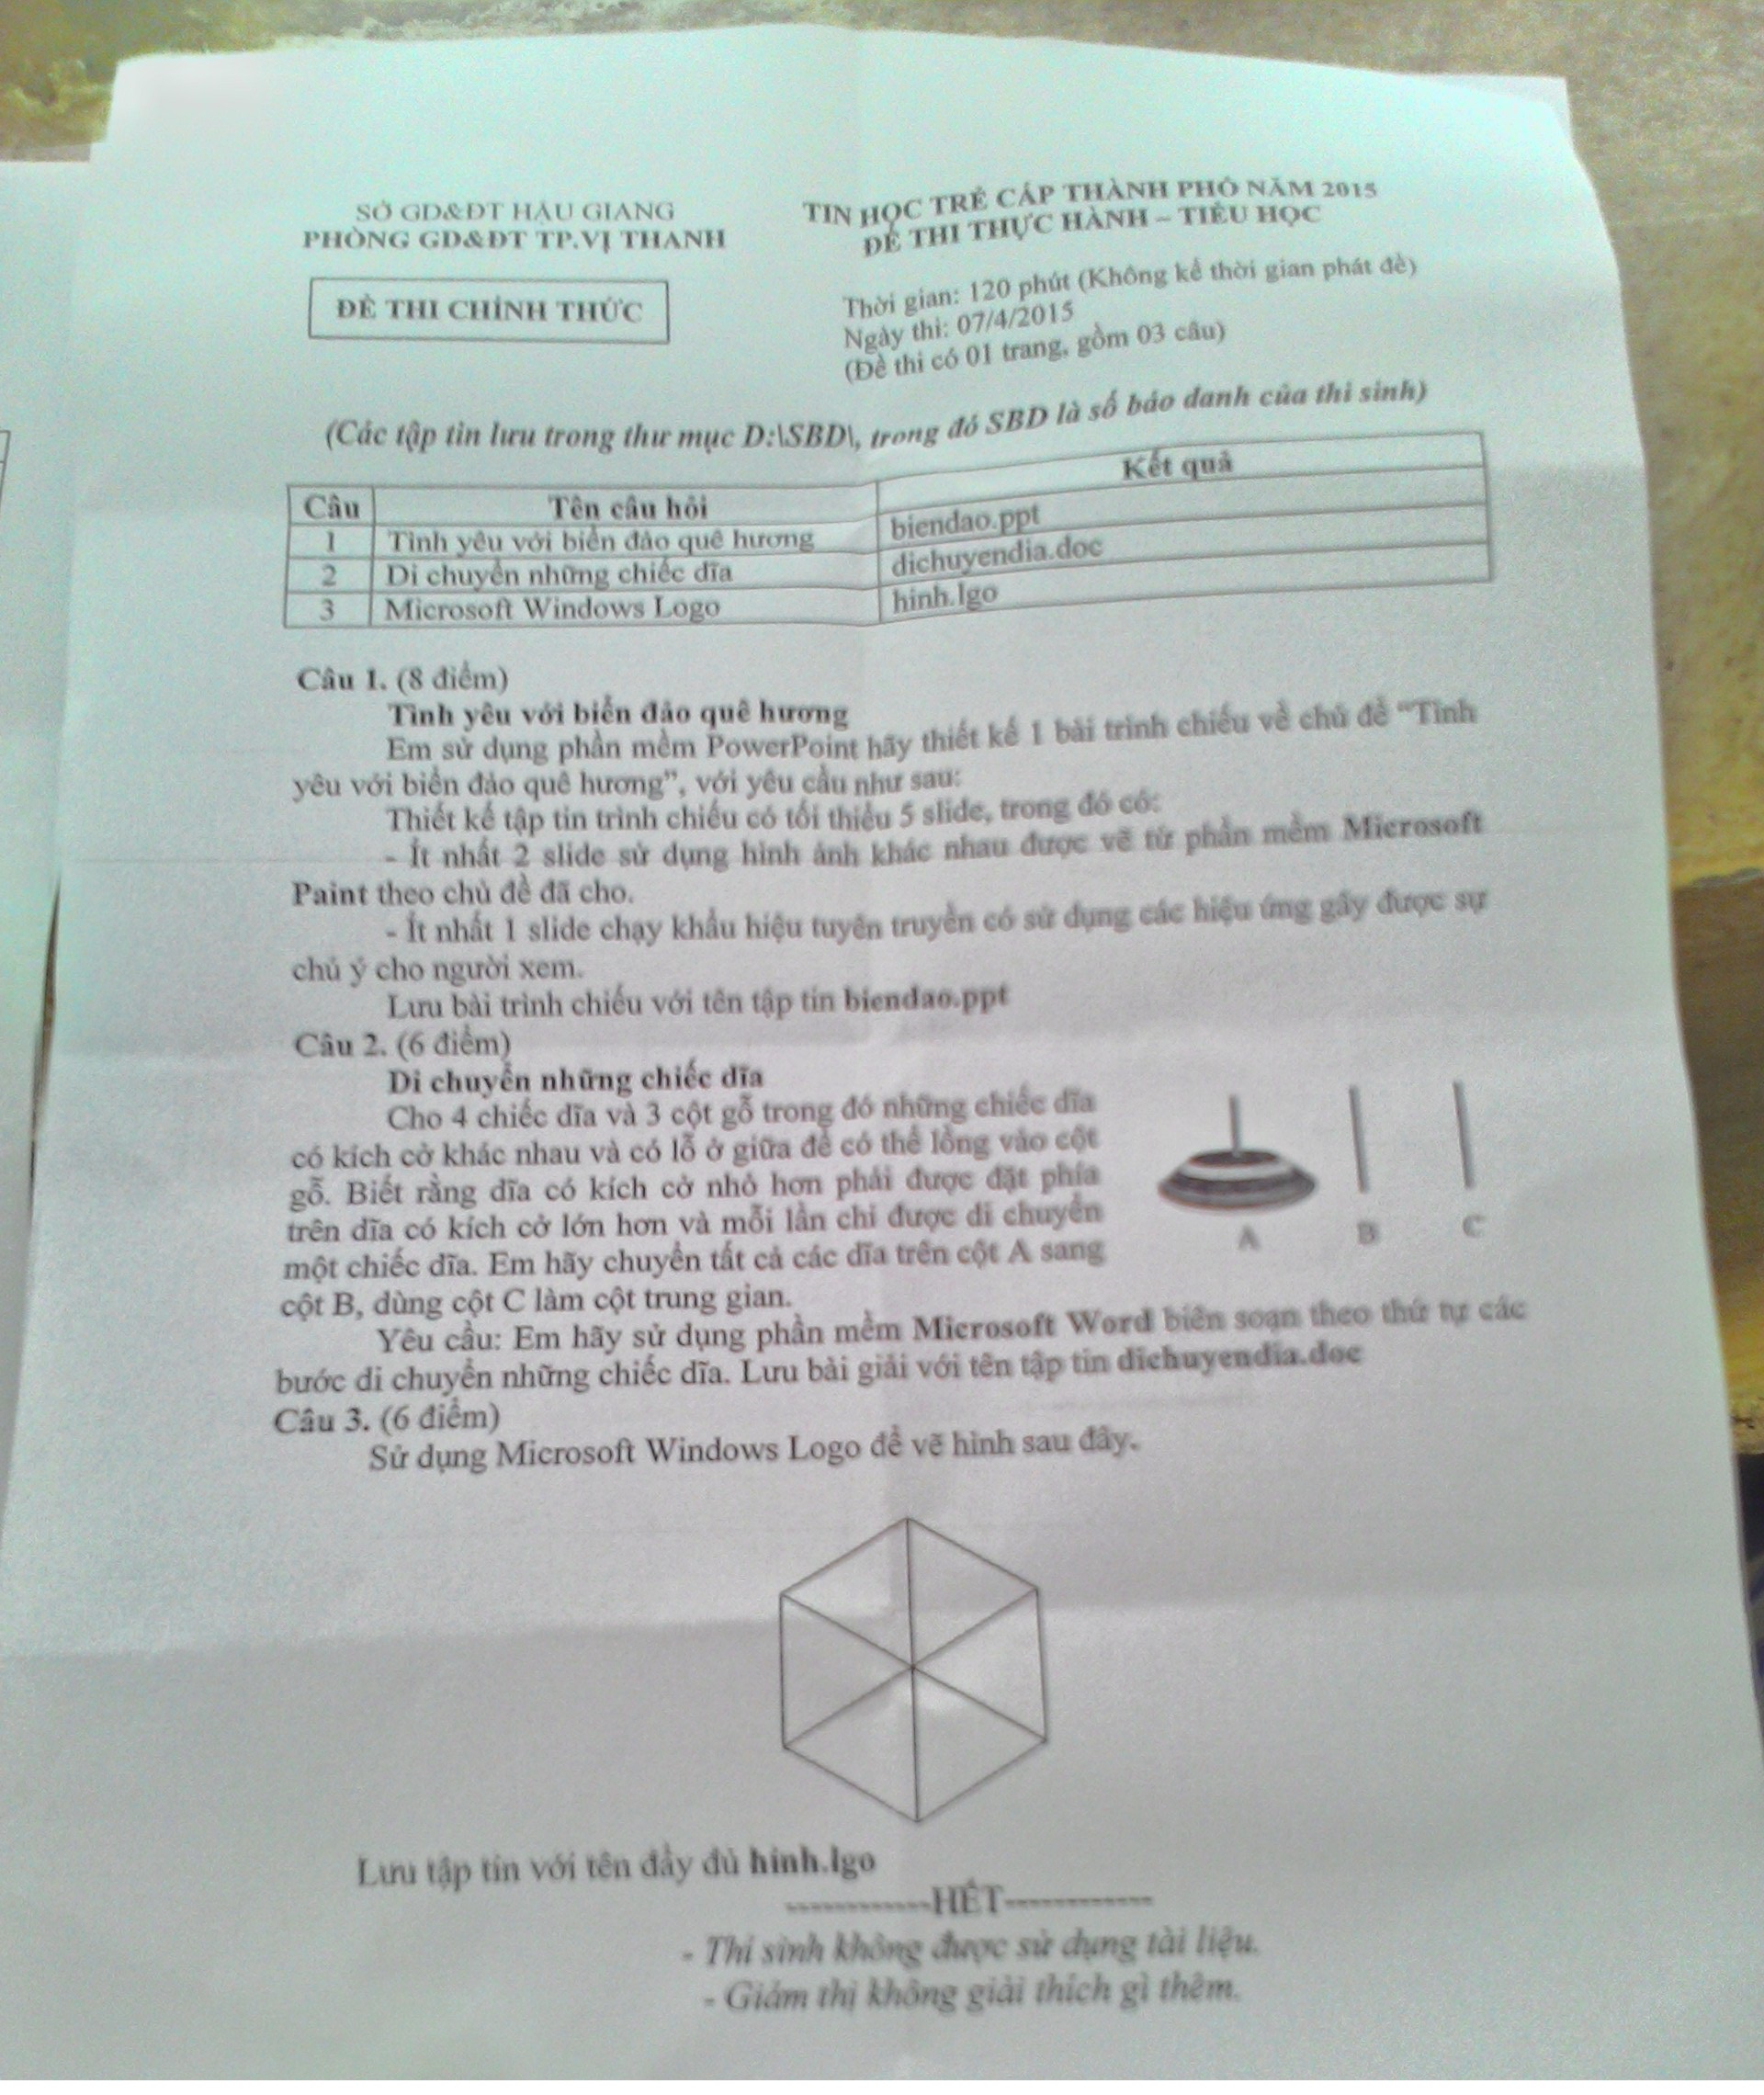 SỞ GD&ĐT HẬU GIANG
PHÒNG GD&ĐT TP.VỊ THANH
ĐỀ THI CHÍNH THỨC
TIN HỌC TRẺ CẤP THÀNH PHỐ NĂM 2015
ĐỀ THI THỰC HÀNH – TIỂU HỌC
Thời gian: 120 phút (Không kể thời gian phát đề)
Ngày thi: 07/4/2015
(Đề thi có 01 trang, gồm 03 câu)
(Các tập tin lưu trong thư mục D:\SBD\, trong đó SBD là số báo danh của thí sinh)
Câu Tên câu hỏi Kết quả
1 Tình yêu với biển đảo quê hương biendao.ppt
2 Di chuyển những chiếc đĩa dichuyendia.doc
3 Microsoft Windows Logo hinh.lgo
Câu 1. (8 điểm)
Tình yêu với biển đảo quê hương
Em sử dụng phần mềm PowerPoint hãy thiết kế 1 bài trình chiếu về chủ đề “Tình
yêu với biển đảo quê hương”, với yêu cầu như sau:
Thiết kế tập tin trình chiếu có tối thiểu 5 slide, trong đó có:
- Ít nhất 2 slide sử dụng hình ảnh khác nhau được vẽ từ phần mềm Microsoft
Paint theo chủ đề đã cho.
- Ít nhất 1 slide chạy khẩu hiệu tuyên truyền có sử dụng các hiệu ứng gây được sự
chú ý cho người xem.
Lưu bài trình chiếu với tên tập tin biendao.ppt
Câu 2. (6 điểm)
Di chuyển những chiếc đĩa
Cho 4 chiếc dĩa và 3 cột gỗ trong đó những chiếc dĩa
có kích cở khác nhau và có lỗ ở giữa để có thể lồng vào cột
gỗ. Biết rằng dĩa có kích cở nhỏ hơn phải được đặt phía
trên dĩa có kích cở lớn hơn và mỗi lần chỉ được di chuyển
một chiếc dĩa. Em hãy chuyển tất cả các dĩa trên cột A sang
cột B, dùng cột C làm cột trung gian.
A B C
Yêu cầu: Em hãy sử dụng phần mềm Microsoft Word biên soạn theo thứ tự các
bước di chuyển những chiếc dĩa. Lưu bài giải với tên tập tin dichuyendia.doc
Câu 3. (6 điểm)
Sử dụng Microsoft Windows Logo để vẽ hình sau đây.
Lưu tập tin với tên đầy đủ hinh.lgo
------------HẾT------------
- Thí sinh không được sử dụng tài liệu.
- Giám thị không giải thích gì thêm.